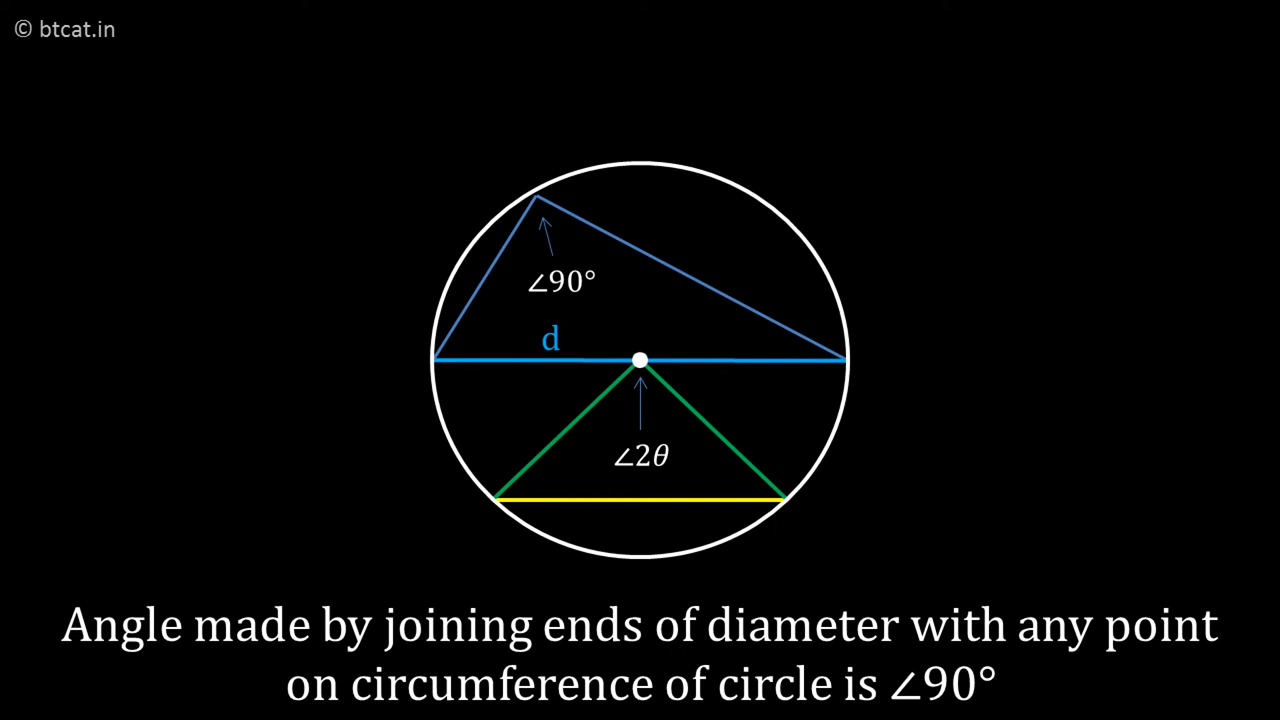 © btcat.in
∠90°
d
∠2𝜃
Angle made by joining ends of diameter with any point
on circumference of circle is ∠90°